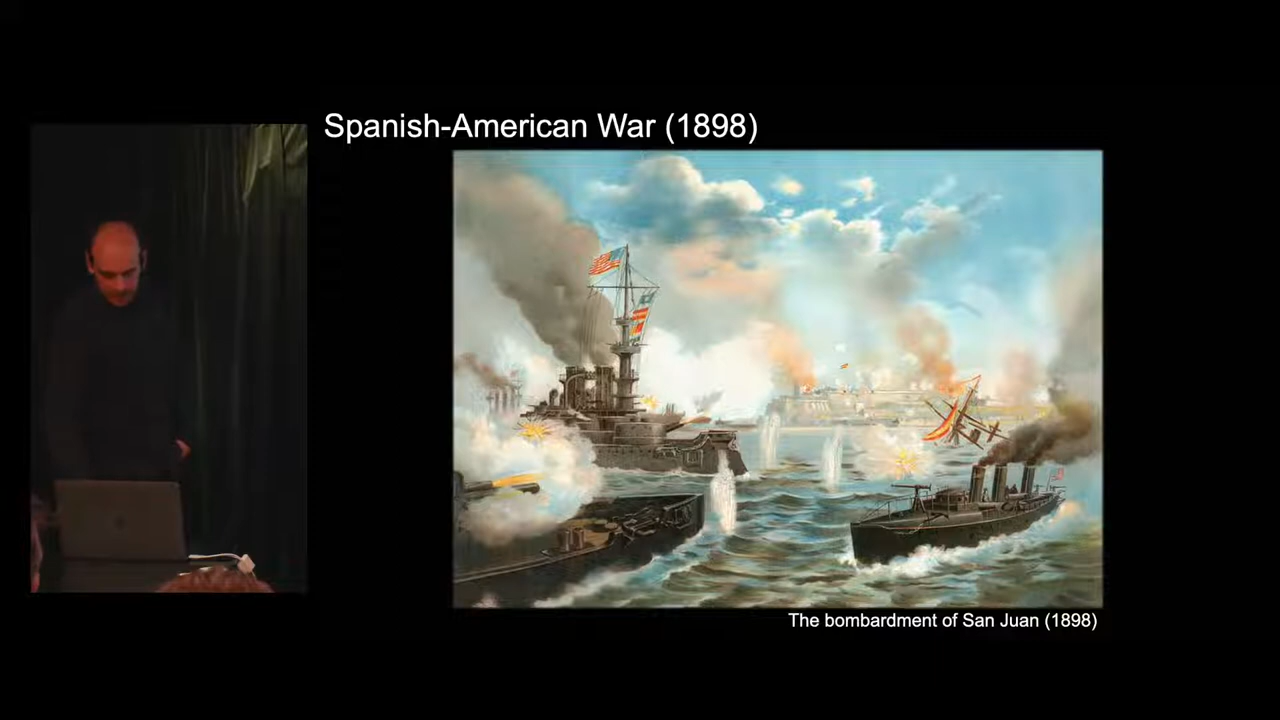 Spanish-American War (1898)
The bombardment of San Juan (1898)